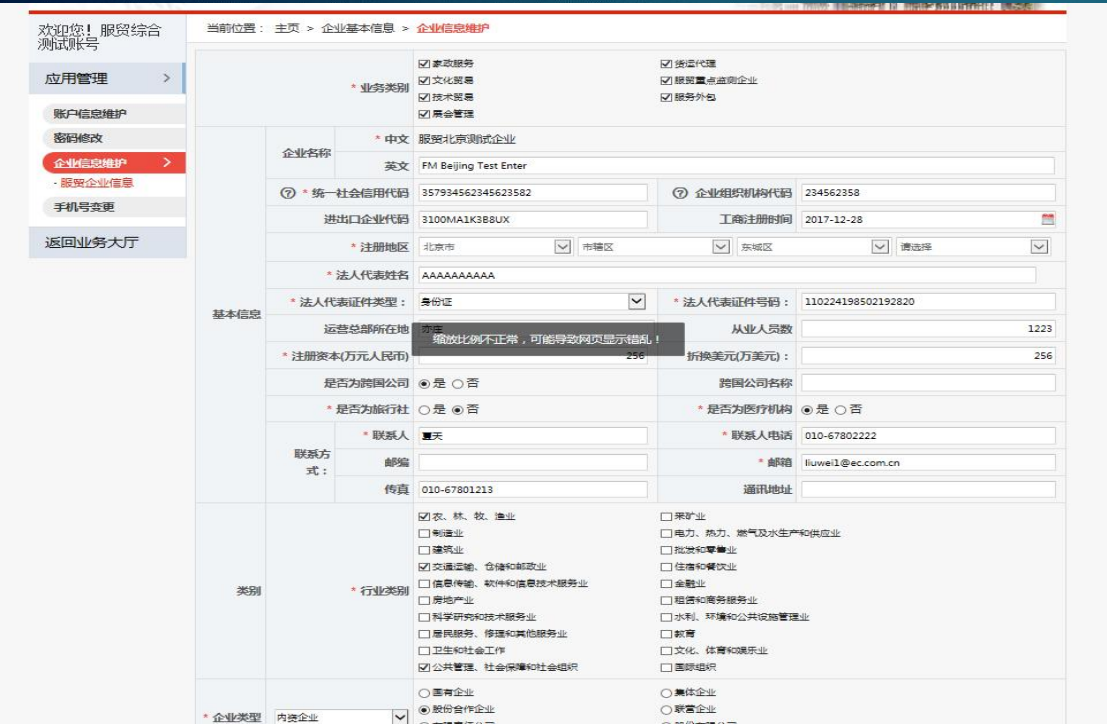 欢迎您！服贸综合
测试账号
应用管理 >
账户信息维护
密码修改
企业信息维护 >
· 服贸企业信息
手机号变更
返回业务大厅
当前位置： 主页 > 企业基本信息 > 企业信息维护
* 业务类别
家政服务 货运代理
文化贸易 服贸重点监测企业
技术贸易 服务外包
展会管理
基本信息
企业名称
* 中文 服贸北京测试企业
英文 FM Beijing Test Enter
? * 统一社会信用代码 357934562345623582 ? 企业组织机构代码 234562358
进出口企业代码 3100MA1K3B8UX 工商注册时间 2017-12-28
* 注册地区 北京市 市辖区 东城区 请选择
* 法人代表姓名 AAAAAAAAAA
* 法人代表证件类型： 身份证 * 法人代表证件号码： 110224198502192820
运营总部所在地 亦庄 从业人员数 1223
缩放比例不正常，可能导致网页显示错乱！
* 注册资本(万元人民币) 256 折换美元(万美元)： 256
是否为跨国公司 是 否 跨国公司名称
* 是否为旅行社 是 否 * 是否为医疗机构 是 否
联系方
式：
* 联系人 夏天 * 联系人电话 010-67802222
邮编 * 邮箱 liuwei1@ec.com.cn
传真 010-67801213 通讯地址
类别
* 行业类别
农、林、牧、渔业 采矿业
制造业 电力、热力、燃气及水生产和供应业
建筑业 批发和零售业
交通运输、仓储和邮政业 住宿和餐饮业
信息传输、软件和信息技术服务业 金融业
房地产业 租赁和商务服务业
科学研究和技术服务业 水利、环境和公共设施管理业
居民服务、修理和其他服务业 教育
卫生和社会工作 文化、体育和娱乐业
公共管理、社会保障和社会组织 国际组织
* 企业类型 内资企业
国有企业 集体企业
股份合作企业 联营企业